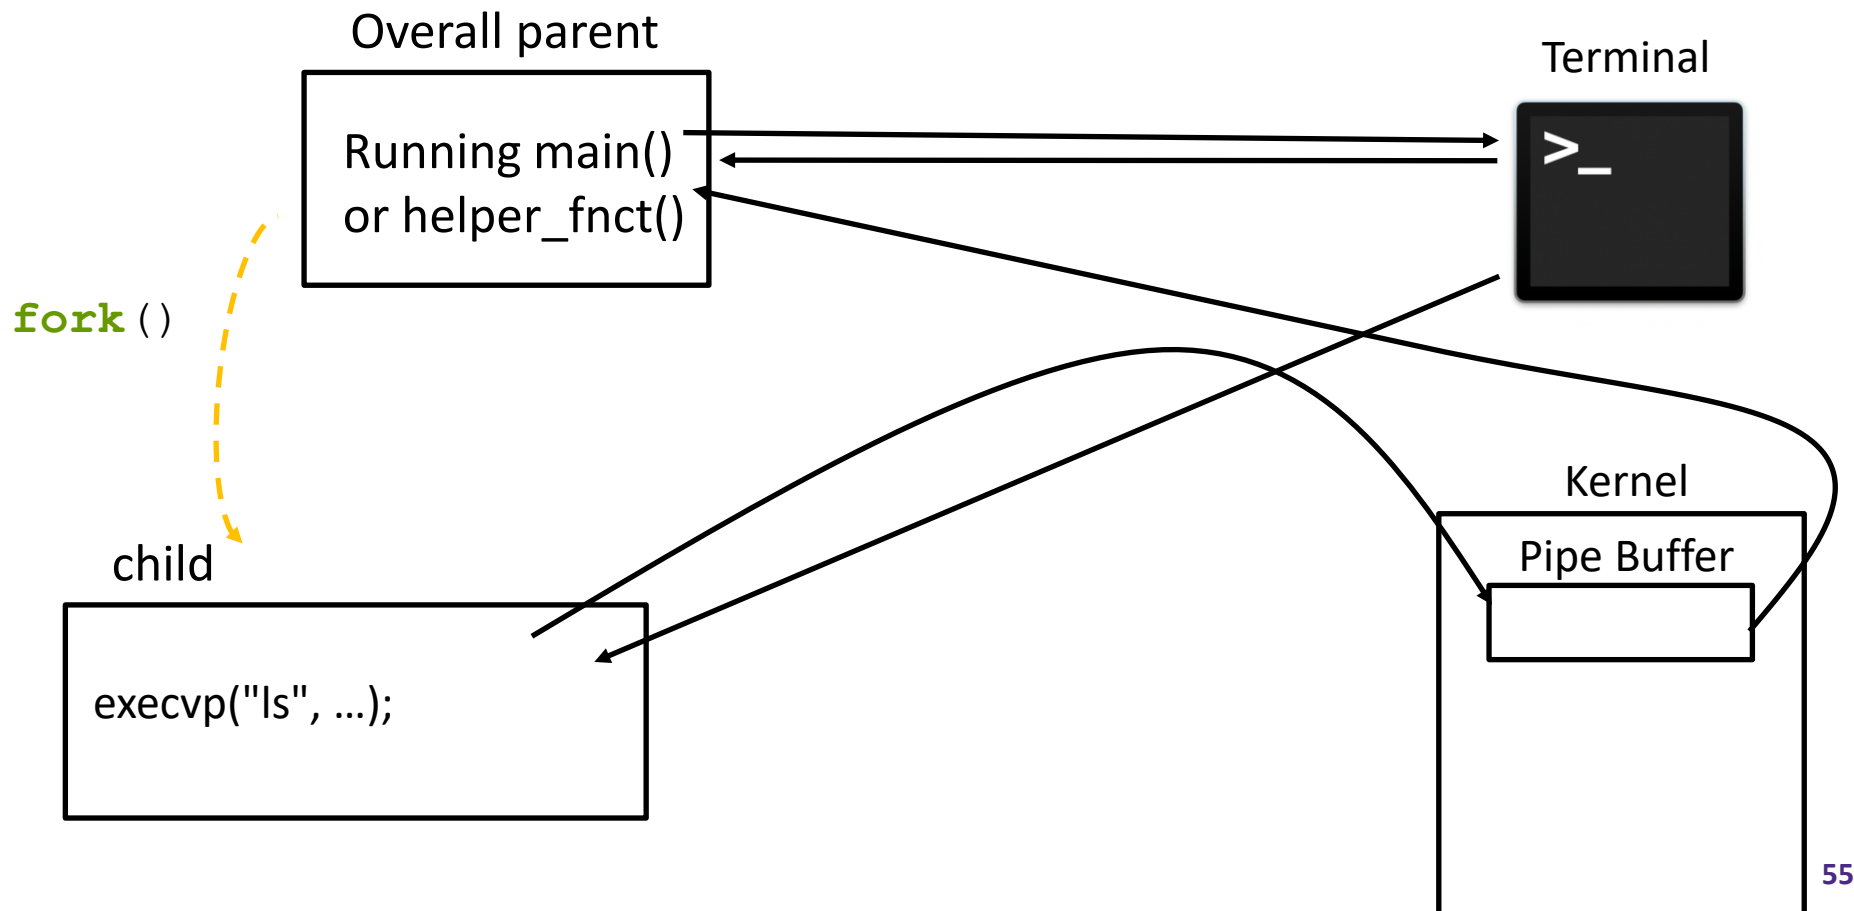 Overall parent
Terminal
Running main()
or helper_fnct()
>_
fork()
Kernel
Pipe Buffer
child
execvp("ls", …);
55